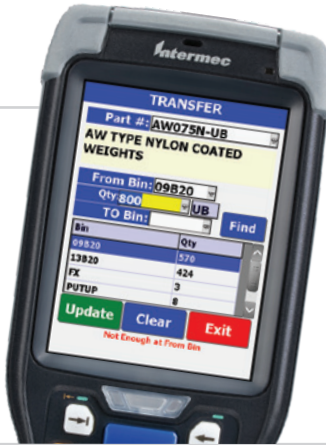 Intermec
TRANSFER
Part #: AW075N-UB
AW TYPE NYLON COATED
WEIGHTS
From Bin: 09B20
Qty 800 UB
TO Bin: Find
Bin Qty
09B20 570
13B20 424
FX 3
PUTUP 8
Update Clear Exit
Not Enough at From Bin